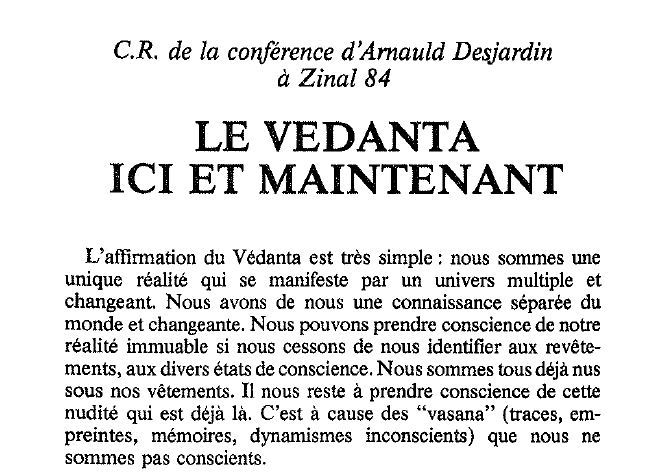 C.R. de la conférence d'Arnauld Desjardin
à Zinal 84
LE VEDANTA
ICI ET MAINTENANT
L'affirmation du Védanta est très simple : nous sommes une
unique réalité qui se manifeste par un univers multiple et
changeant. Nous avons de nous une connaissance séparée du
monde et changeante. Nous pouvons prendre conscience de notre
réalité immuable si nous cessons de nous identifier aux revête-
ments, aux divers états de conscience. Nous sommes tous déjà nus
sous nos vêtements. Il nous reste à prendre conscience de cette
nudité qui est déjà là. C'est à cause des “vasana” (traces, em-
preintes, mémoires, dynamismes inconscients) que nous ne
sommes pas conscients.